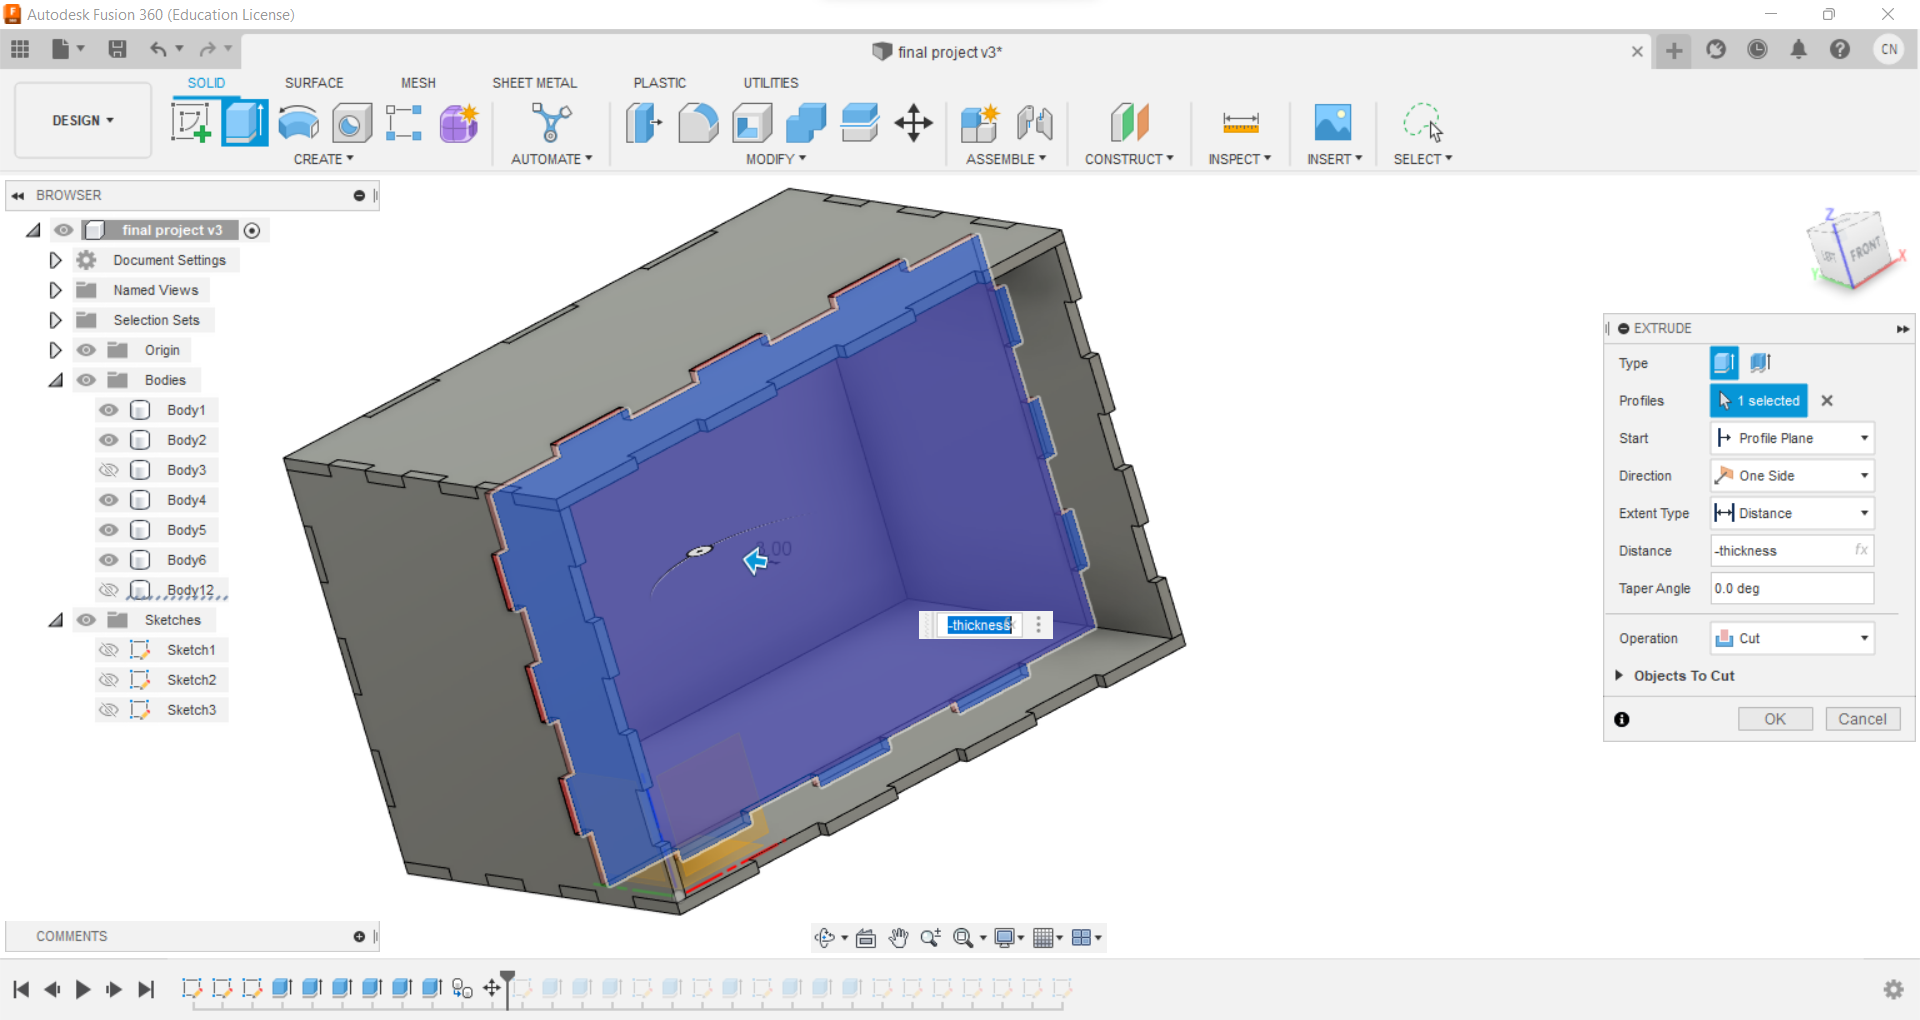 Autodesk Fusion 360 (Education License)
final project v3*
CN
SOLID SURFACE MESH SHEET METAL PLASTIC UTILITIES
DESIGN
CREATE AUTOMATE MODIFY ASSEMBLE CONSTRUCT INSPECT INSERT SELECT
BROWSER
final project v3
Document Settings
Named Views
Selection Sets
Origin
Bodies
Body1
Body2
Body3
Body4
Body5
Body6
Body12
Sketches
Sketch1
Sketch2
Sketch3
-thickness
Z
LEFT FRONT
X
Y
EXTRUDE
Type
Profiles 1 selected
Start Profile Plane
Direction One Side
Extent Type Distance
Distance -thickness fx
Taper Angle 0.0 deg
Operation Cut
Objects To Cut
OK Cancel
COMMENTS